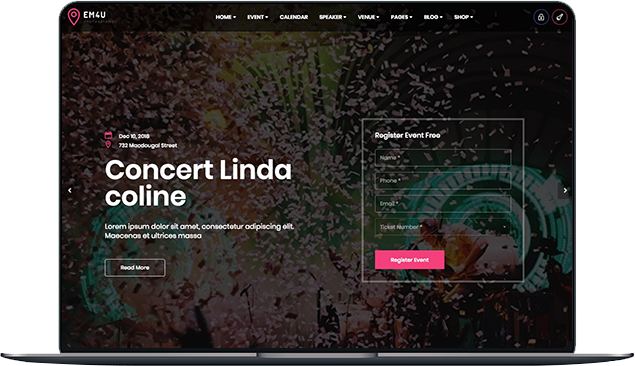 EM4U
HOME EVENT CALENDAR SPEAKER VENUE PAGES BLOG SHOP
Dec 10, 2018
732 Macdougal Street
Concert Linda
coline
Lorem ipsum dolor sit amet, consectetur adipiscing elit.
Maecenas et ultrices massa
Read More
Register Event Free
Name *
Phone *
Email *
Ticket Number *
Register Event